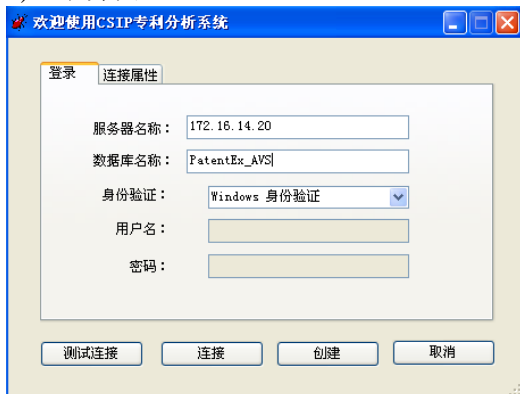 欢迎使用CSIP专利分析系统
登录 连接属性
服务器名称： 172.16.14.20
数据库名称： PatentEx_AVS
身份验证： Windows 身份验证
用户名：
密码：
测试连接 连接 创建 取消